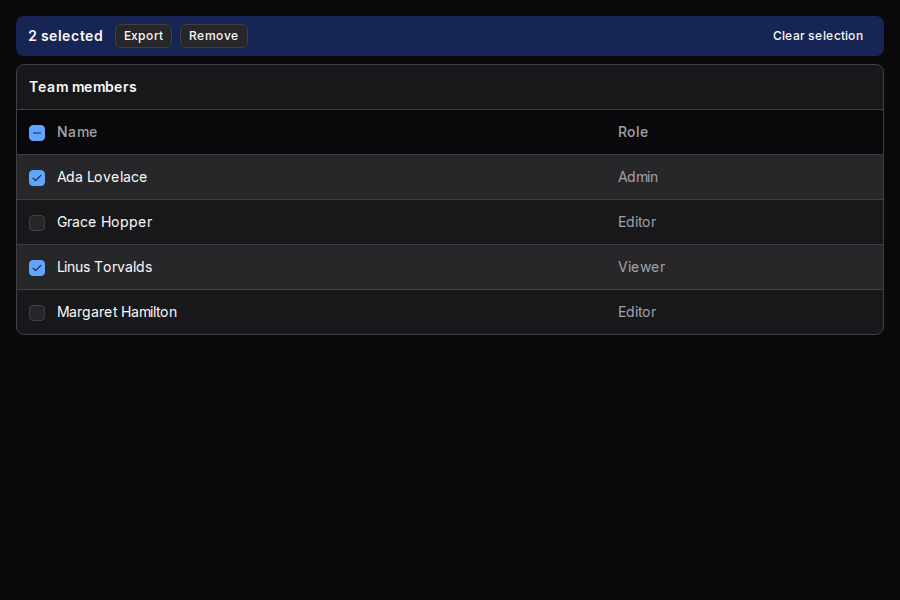 2 selected Export Remove Clear selection
Team members
Name Role
Ada Lovelace Admin
Grace Hopper Editor
Linus Torvalds Viewer
Margaret Hamilton Editor